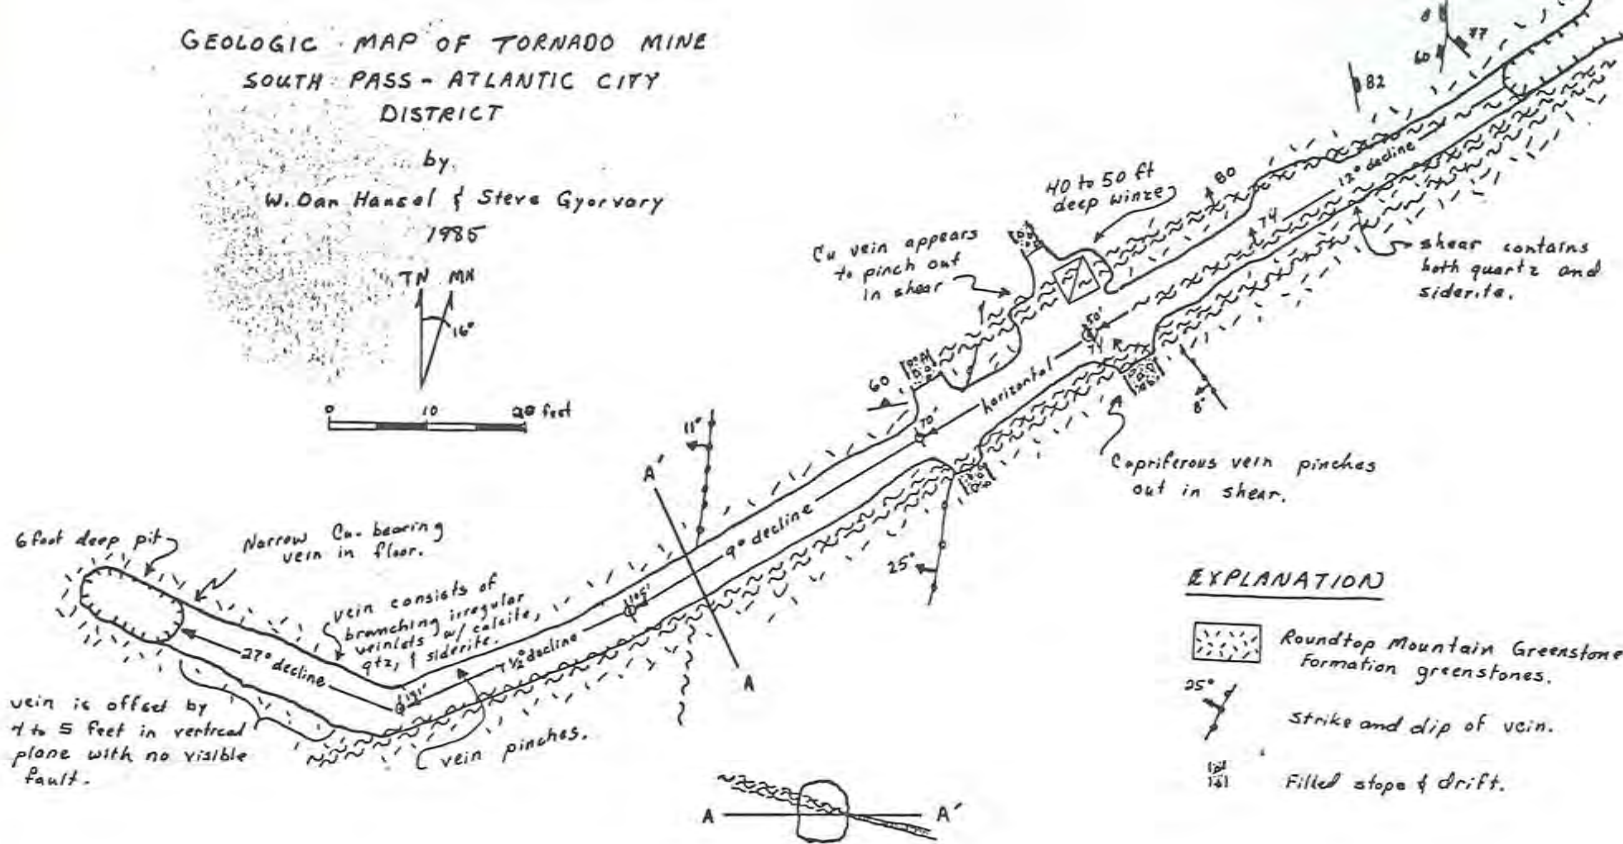 GEOLOGIC MAP OF TORNADO MINE
SOUTH PASS - ATLANTIC CITY
DISTRICT
by
W. Dan Hausel & Steve Gyorvary
1985
TN MN
16°
0 10 20 feet
8
77
60
82
12° decline
40 to 50 ft
deep winze
80
74
Cu vein appears
to pinch out
in shear
shear contains
both quartz and
siderite.
50'
74
60
horizontal
70'
8°
Cupriferous vein pinches
out in shear.
11°
A'
9° decline
25°
A
6 foot deep pit
Narrow Cu-bearing
vein in floor.
vein consists of
branching irregular
veinlets w/ calcite,
qtz, & siderite.
105'
7½° decline
27° decline
131'
vein is offset by
4 to 5 feet in vertical
plane with no visible
fault.
vein pinches.
A A'
EXPLANATION
Roundtop Mountain Greenstone
Formation greenstones.
25°
Strike and dip of vein.
Filled stope & drift.